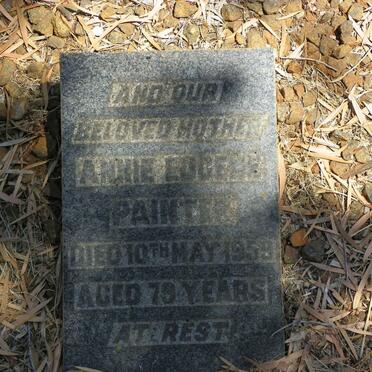 AND OUR
BELOVED MOTHER
ANNIE
PAINTER
DIED 10TH MAY
AGED 79 YEARS
AT REST